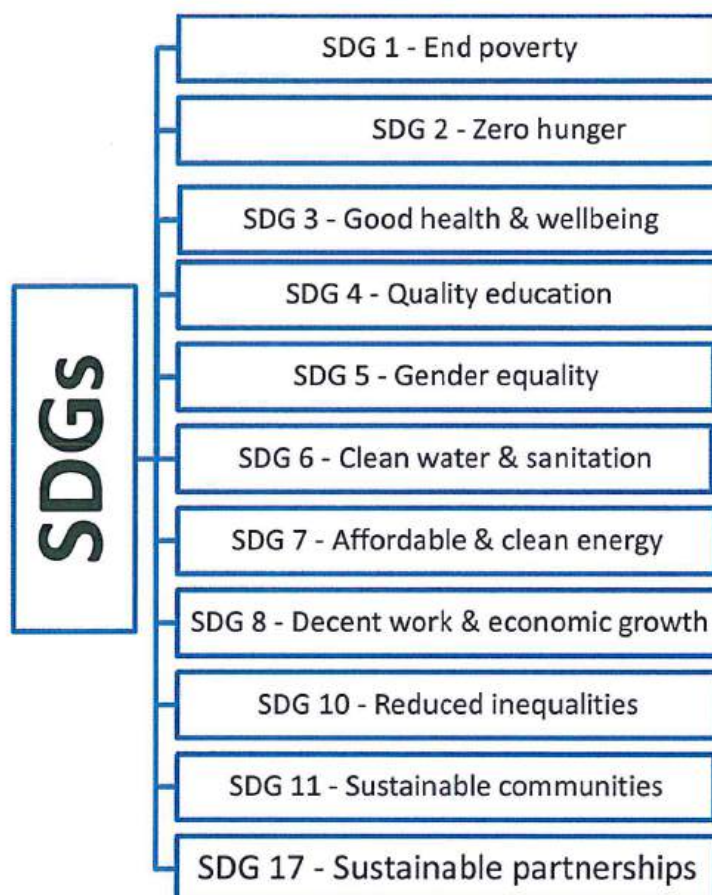 SDGs
SDG 1 - End poverty
SDG 2 - Zero hunger
SDG 3 - Good health & wellbeing
SDG 4 - Quality education
SDG 5 - Gender equality
SDG 6 - Clean water & sanitation
SDG 7 - Affordable & clean energy
SDG 8 - Decent work & economic growth
SDG 10 - Reduced inequalities
SDG 11 - Sustainable communities
SDG 17 - Sustainable partnerships